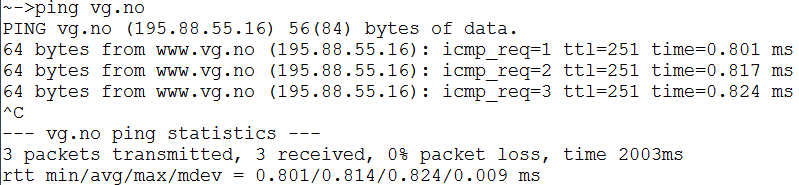 ~-->ping vg.no
PING vg.no (195.88.55.16) 56(84) bytes of data.
64 bytes from www.vg.no (195.88.55.16): icmp_req=1 ttl=251 time=0.801 ms
64 bytes from www.vg.no (195.88.55.16): icmp_req=2 ttl=251 time=0.817 ms
64 bytes from www.vg.no (195.88.55.16): icmp_req=3 ttl=251 time=0.824 ms
^C
--- vg.no ping statistics ---
3 packets transmitted, 3 received, 0% packet loss, time 2003ms
rtt min/avg/max/mdev = 0.801/0.814/0.824/0.009 ms